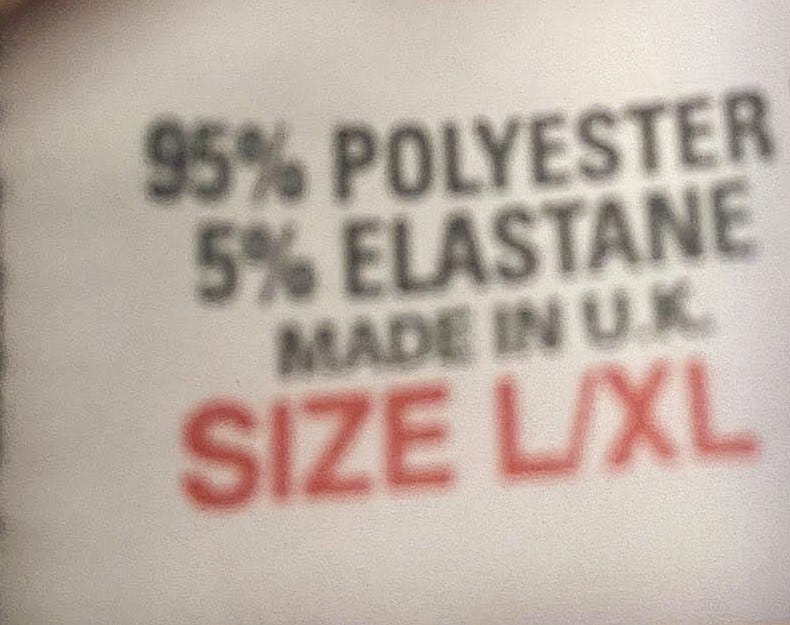 95% POLYESTER
5% ELASTANE
MADE IN U.K.
SIZE L/XL